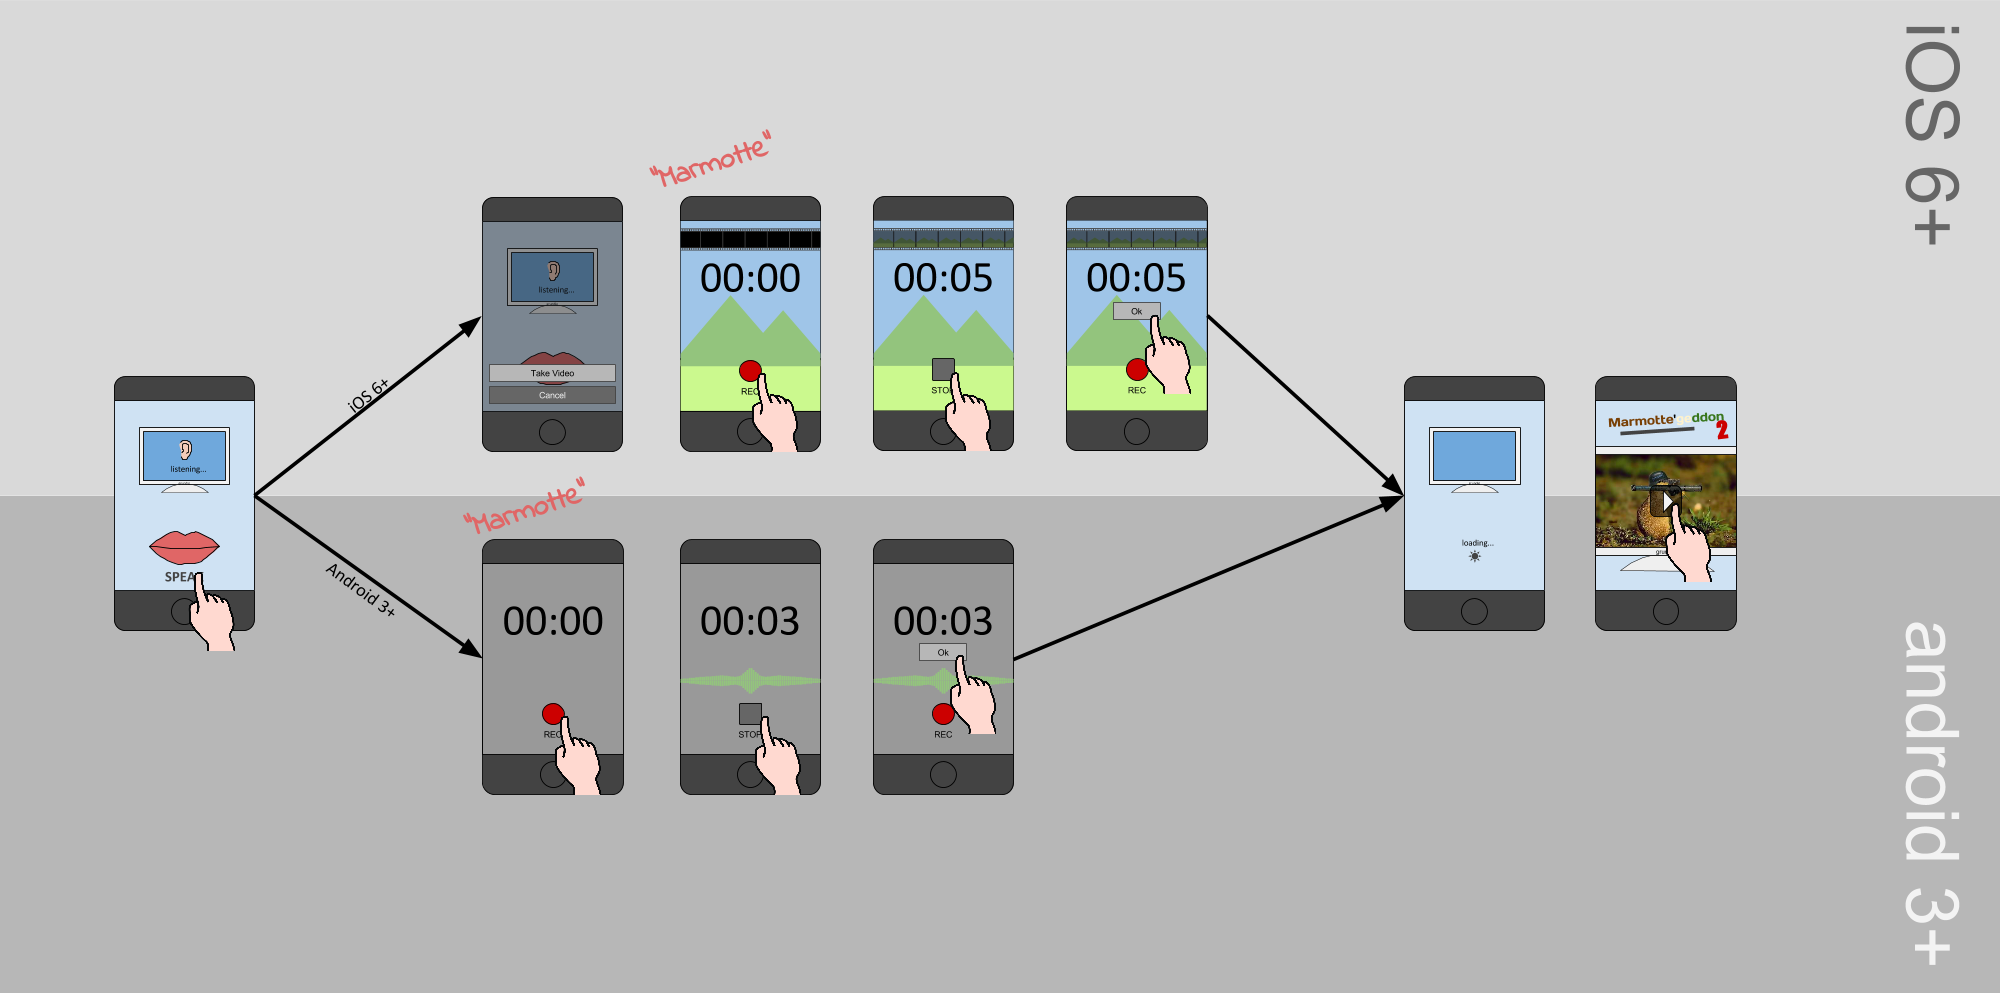 iOS 6+
android 3+
listening...
SPEA
iOS 6+
Android 3+
listening...
Take Video
Cancel
"Marmotte"
00:00
REC
00:05
STO
00:05
Ok
REC
"Marmotte"
00:00
REC
00:03
STOP
00:03
Ok
REC
loading...
Marmotte'geddon
2